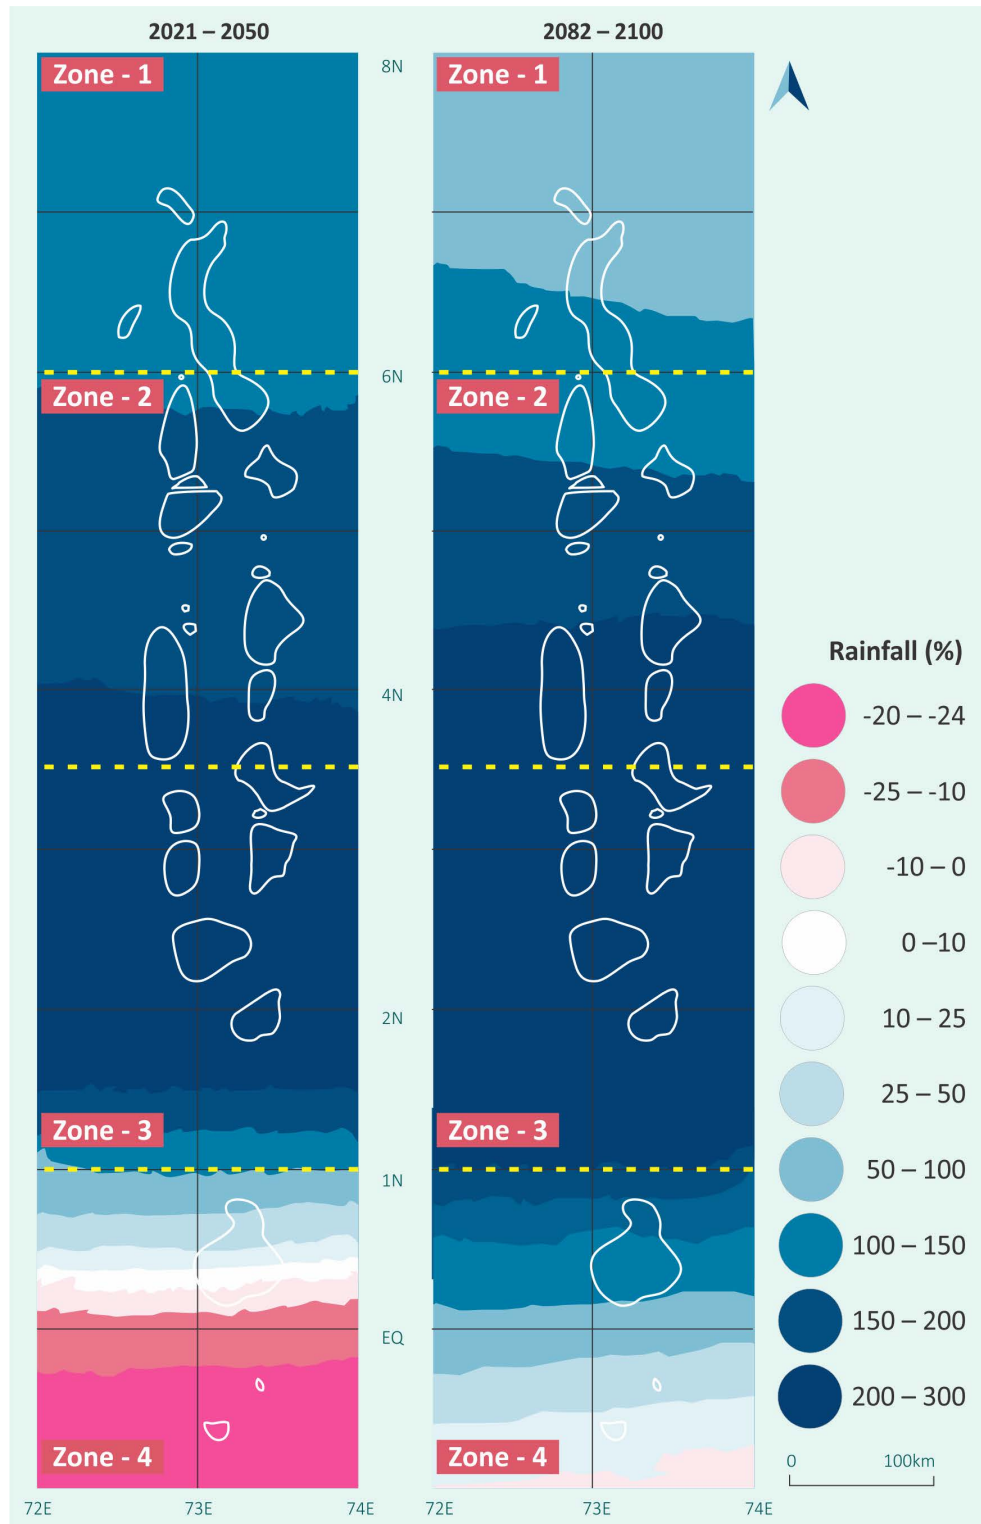 2021 – 2050
2082 – 2100
Zone - 1
Zone - 1
8N
Zone - 2
Zone - 2
6N
4N
2N
Zone - 3
Zone - 3
1N
EQ
Zone - 4
Zone - 4
72E
73E
74E
72E
73E
74E
Rainfall (%)
-20 – -24
-25 – -10
-10 – 0
0 –10
10 – 25
25 – 50
50 – 100
100 – 150
150 – 200
200 – 300
0
100km